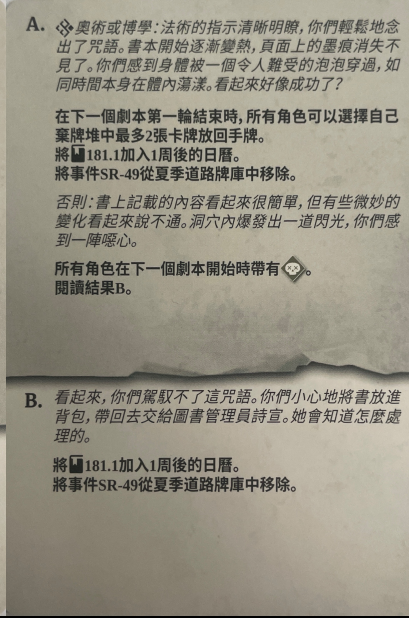 A. 奧術或博學：法術的指示清晰明瞭，你們輕鬆地念
出了咒語。書本開始逐漸變熱，頁面上的墨痕消失不
見了。你們感到身體被一個令人難受的泡泡穿過，如
同時間本身在體內蕩漾。看起來好像成功了？
在下一個劇本第一輪結束時，所有角色可以選擇自己
棄牌堆中最多2張卡牌放回手牌。
將181.1加入1周後的日曆。
將事件SR-49從夏季道路牌庫中移除。
否則：書上記載的內容看起來很簡單，但有些微妙的
變化看起來說不通。洞穴內爆發出一道閃光，你們感
到一陣噁心。
所有角色在下一個劇本開始時帶有。
閱讀結果B。
B. 看起來，你們駕馭不了這咒語。你們小心地將書放進
背包，帶回去交給圖書管理員詩宣。她會知道怎麼處
理的。
將181.1加入1周後的日曆。
將事件SR-49從夏季道路牌庫中移除。